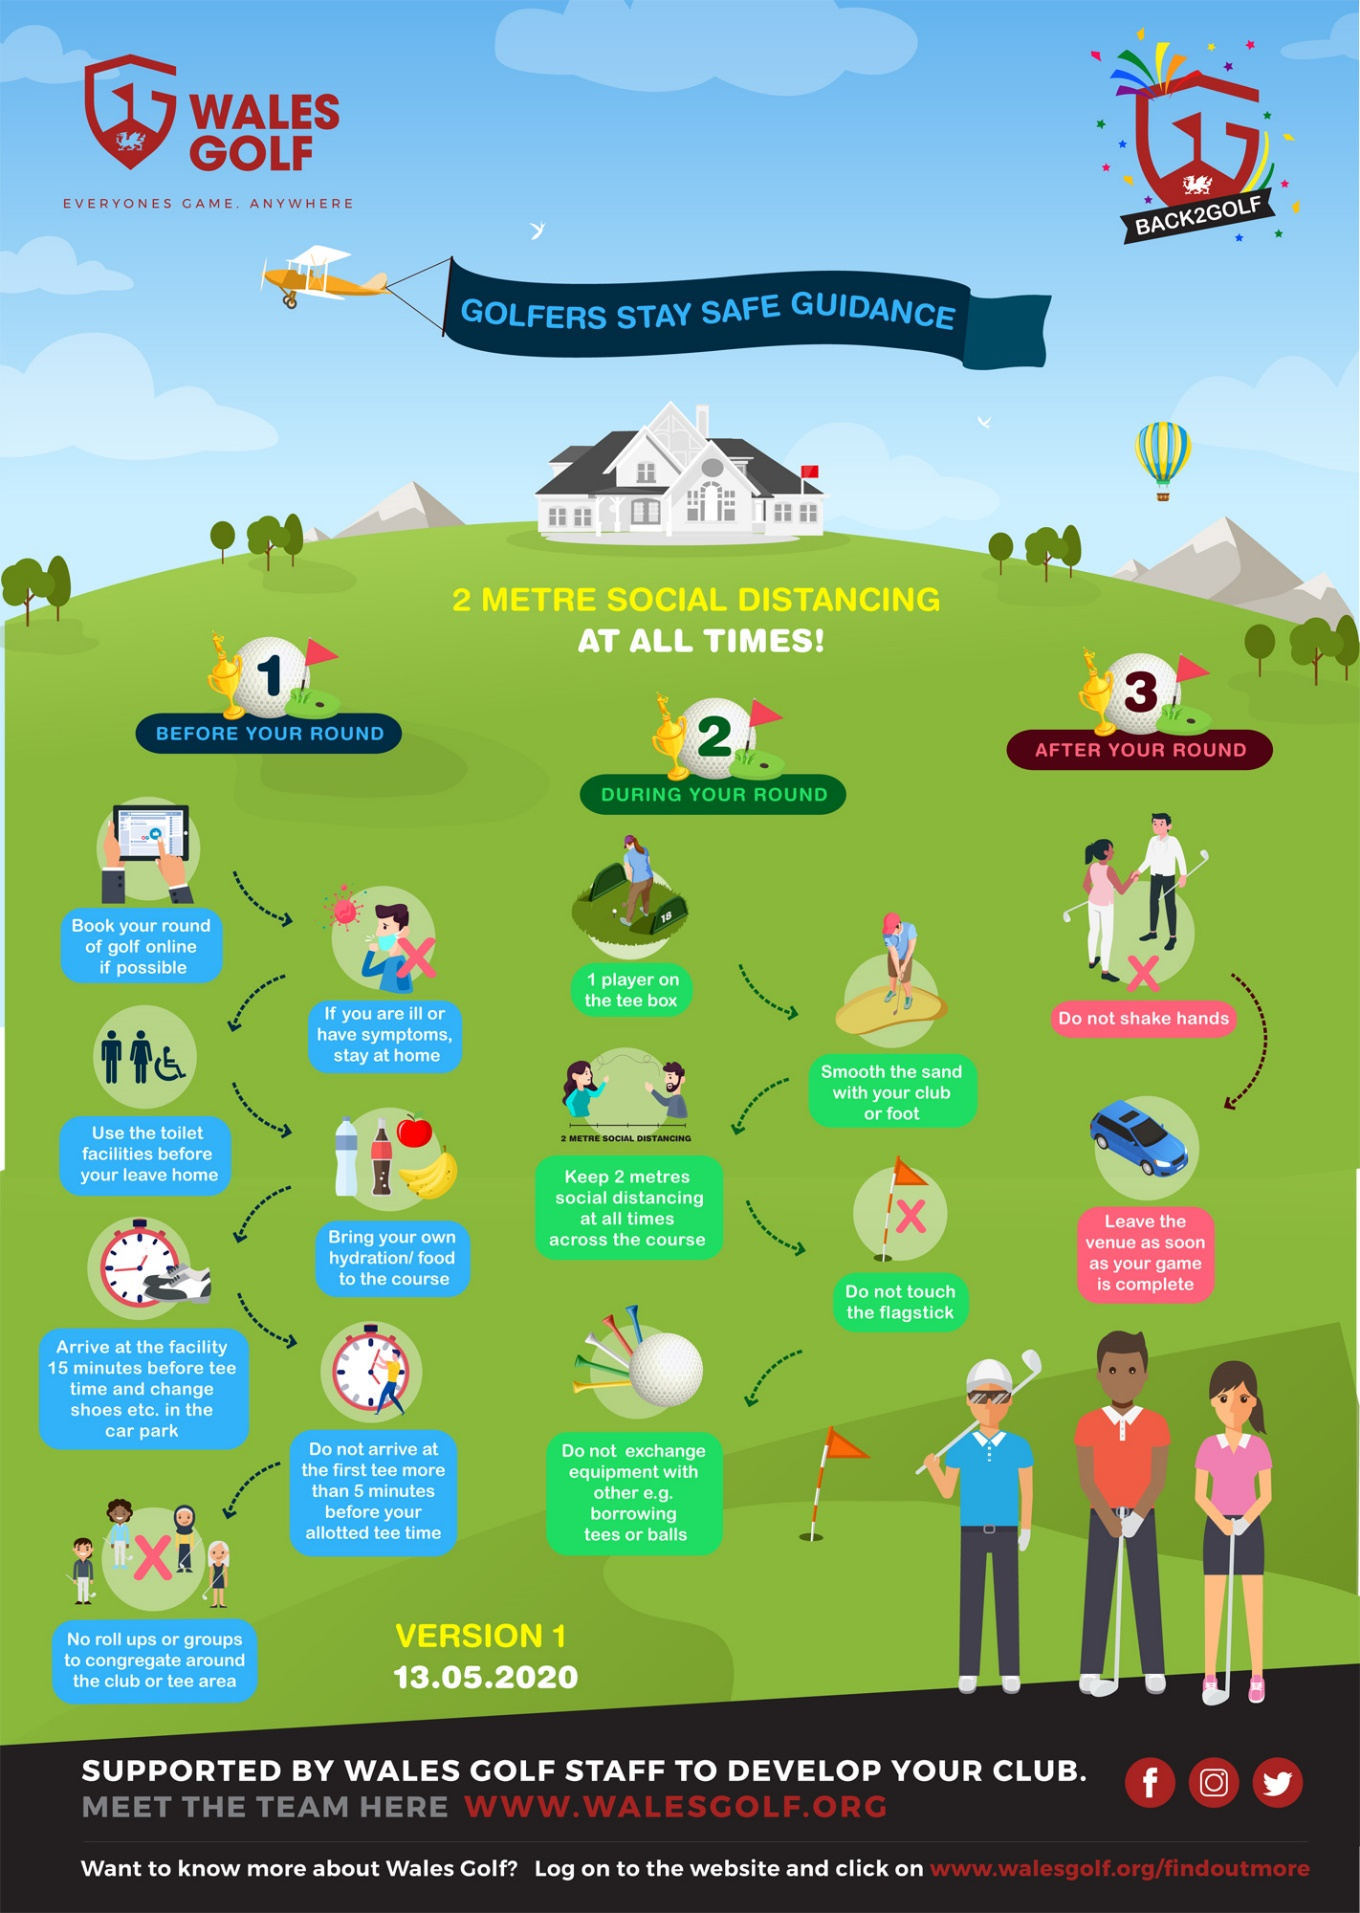 WALES
GOLF
EVERYONES GAME. ANYWHERE
BACK2GOLF
GOLFERS STAY SAFE GUIDANCE
2 METRE SOCIAL DISTANCING
AT ALL TIMES!
1
BEFORE YOUR ROUND
Book your round
of golf online
if possible
If you are ill or
have symptoms,
stay at home
Use the toilet
facilities before
your leave home
Bring your own
hydration/ food
to the course
Arrive at the facility
15 minutes before tee
time and change
shoes etc. in the
car park
Do not arrive at
the first tee more
than 5 minutes
before your
allotted tee time
No roll ups or groups
to congregate around
the club or tee area
2
DURING YOUR ROUND
18
1 player on
the tee box
Smooth the sand
with your club
or foot
2 METRE SOCIAL DISTANCING
Keep 2 metres
social distancing
at all times
across the course
Do not touch
the flagstick
Do not exchange
equipment with
other e.g.
borrowing
tees or balls
3
AFTER YOUR ROUND
Do not shake hands
Leave the
venue as soon
as your game
is complete
VERSION 1
13.05.2020
SUPPORTED BY WALES GOLF STAFF TO DEVELOP YOUR CLUB.
MEET THE TEAM HERE WWW.WALESGOLF.ORG
Want to know more about Wales Golf? Log on to the website and click on www.walesgolf.org/findoutmore